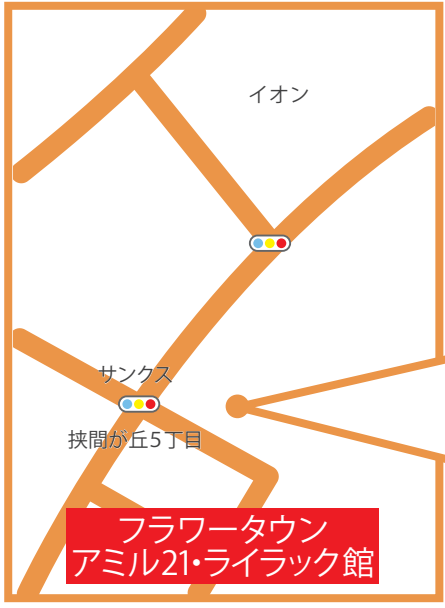 イオン
サンクス
挟間が丘5丁目
フラワータウン
アミル21・ライラック館